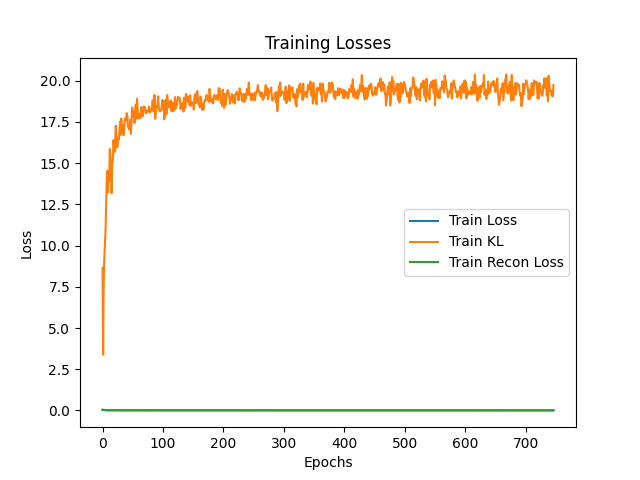 Training Losses
20.0
17.5
15.0
12.5
10.0
7.5
5.0
2.5
0.0
Loss
Train Loss
Train KL
Train Recon Loss
0 100 200 300 400 500 600 700
Epochs